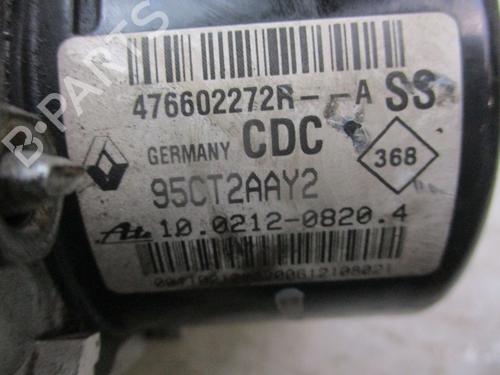 476602272R--A SS
GERMANY CDC
368
95CT2AAY2
Ate 10.0212-0820.4
B-PARTS